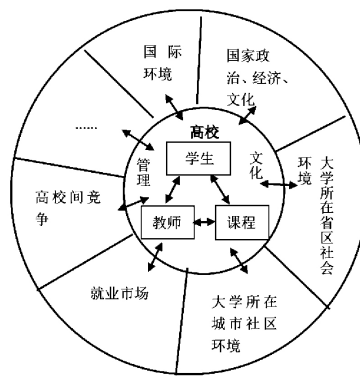 国际
环境
国家政
治、经济、
文化
……
高校
学生
管理
文化
环境
大学所在省区社会
高校间竞
争
教师
课程
就业市场
大学所在
城市社区
环境